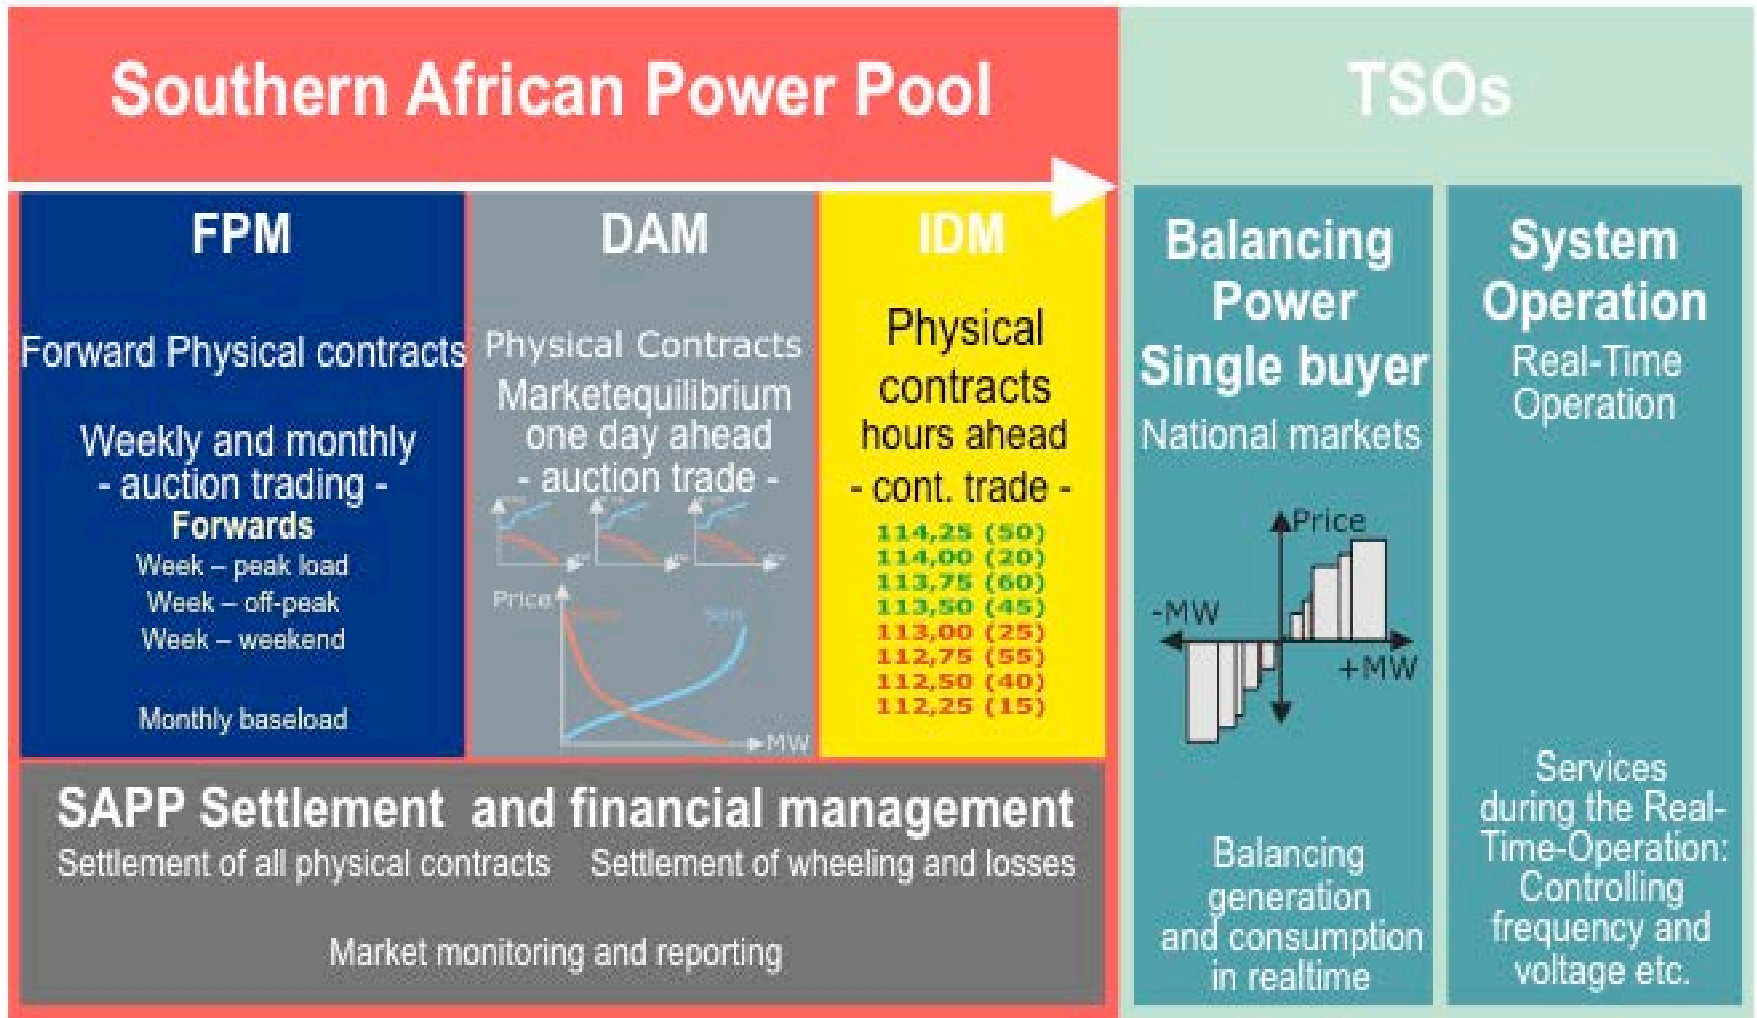 Southern African Power Pool
TSOs
FPM
Forward Physical contracts
Weekly and monthly
- auction trading -
Forwards
Week – peak load
Week – off-peak
Week – weekend
Monthly baseload
DAM
Physical Contracts
Marketequilibrium
one day ahead
- auction trade -
Price
MW
IDM
Physical
contracts
hours ahead
- cont. trade -
114,25 (50)
114,00 (20)
113,75 (60)
113,50 (45)
113,00 (25)
112,75 (55)
112,50 (40)
112,25 (15)
Balancing
Power
Single buyer
National markets
Price
-MW
+MW
Balancing
generation
and consumption
in realtime
System
Operation
Real-Time
Operation
Services
during the Real-
Time-Operation:
Controlling
frequency and
voltage etc.
SAPP Settlement and financial management
Settlement of all physical contracts Settlement of wheeling and losses
Market monitoring and reporting